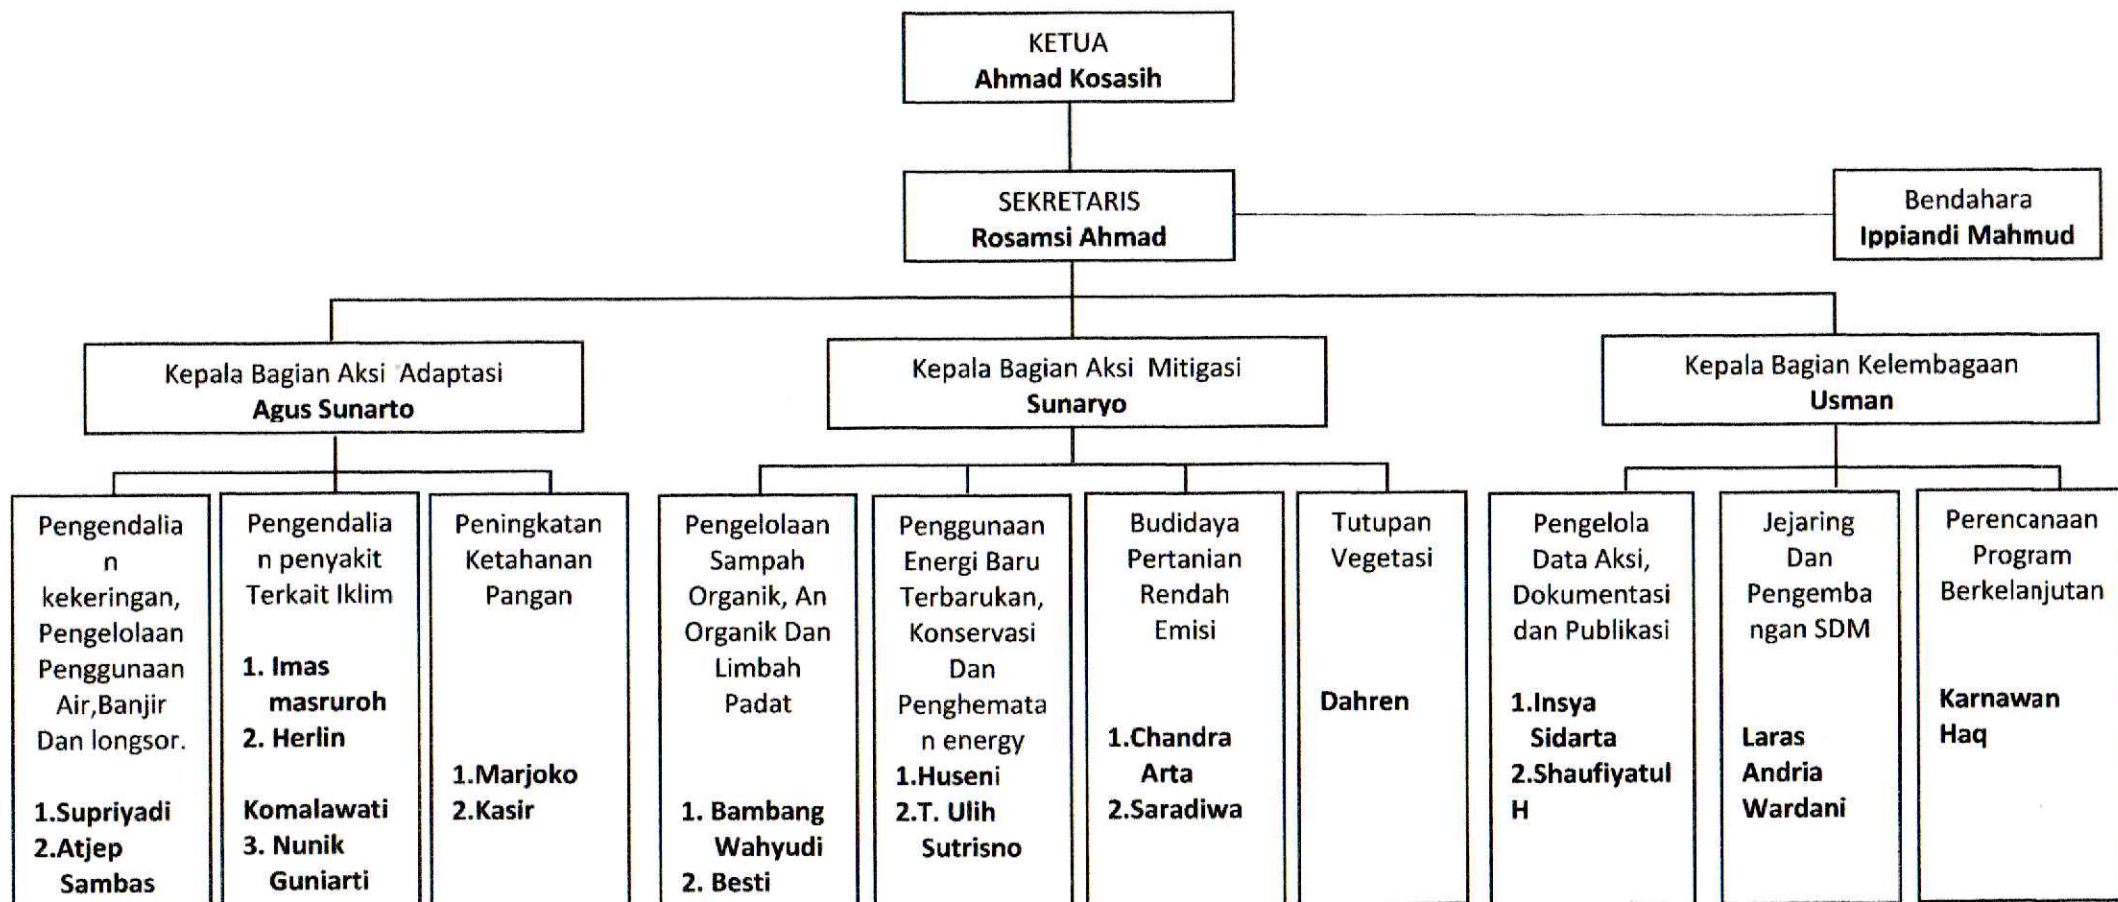 KETUA
Ahmad Kosasih
SEKRETARIS
Rosamsi Ahmad
Bendahara
Ippiandi Mahmud
Kepala Bagian Aksi Adaptasi
Agus Sunarto
Kepala Bagian Aksi Mitigasi
Sunaryo
Kepala Bagian Kelembagaan
Usman
Pengendalia
n
kekeringan,
Pengelolaan
Penggunaan
Air,Banjir
Dan longsor.
1.Supriyadi
2.Atjep
Sambas
Pengendalia
n penyakit
Terkait Iklim
1. Imas
masruroh
2. Herlin
Komalawati
3. Nunik
Guniarti
Peningkatan
Ketahanan
Pangan
1.Marjoko
2.Kasir
Pengelolaan
Sampah
Organik, An
Organik Dan
Limbah
Padat
1. Bambang
Wahyudi
2. Besti
Penggunaan
Energi Baru
Terbarukan,
Konservasi
Dan
Penghemata
n energy
1.Huseni
2.T. Ulih
Sutrisno
Budidaya
Pertanian
Rendah
Emisi
1.Chandra
Arta
2.Saradiwa
Tutupan
Vegetasi
Dahren
Pengelola
Data Aksi,
Dokumentasi
dan Publikasi
1.Insya
Sidarta
2.Shaufiyatul
H
Jejaring
Dan
Pengemba
ngan SDM
Laras
Andria
Wardani
Perencanaan
Program
Berkelanjutan
Karnawan
Haq